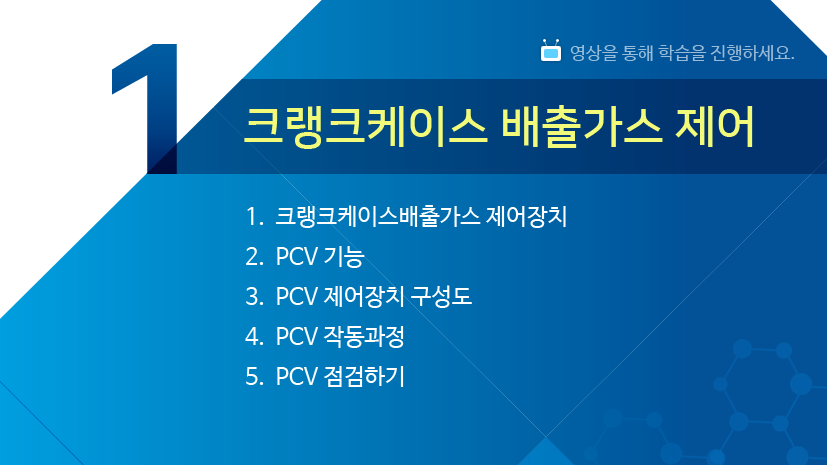 1
영상을 통해 학습을 진행하세요.
크랭크케이스 배출가스 제어
1. 크랭크케이스배출가스 제어장치
2. PCV 기능
3. PCV 제어장치 구성도
4. PCV 작동과정
5. PCV 점검하기